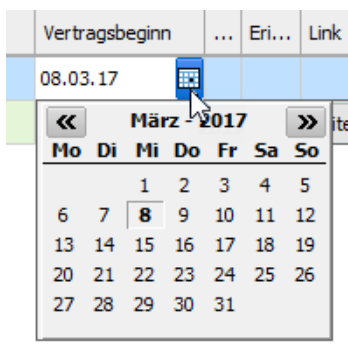 Vertragsbeginn ... Eri... Link
08.03.17
« März - 2017 » ite
Mo Di Mi Do Fr Sa So
1 2 3 4 5
6 7 8 9 10 11 12
13 14 15 16 17 18 19
20 21 22 23 24 25 26
27 28 29 30 31